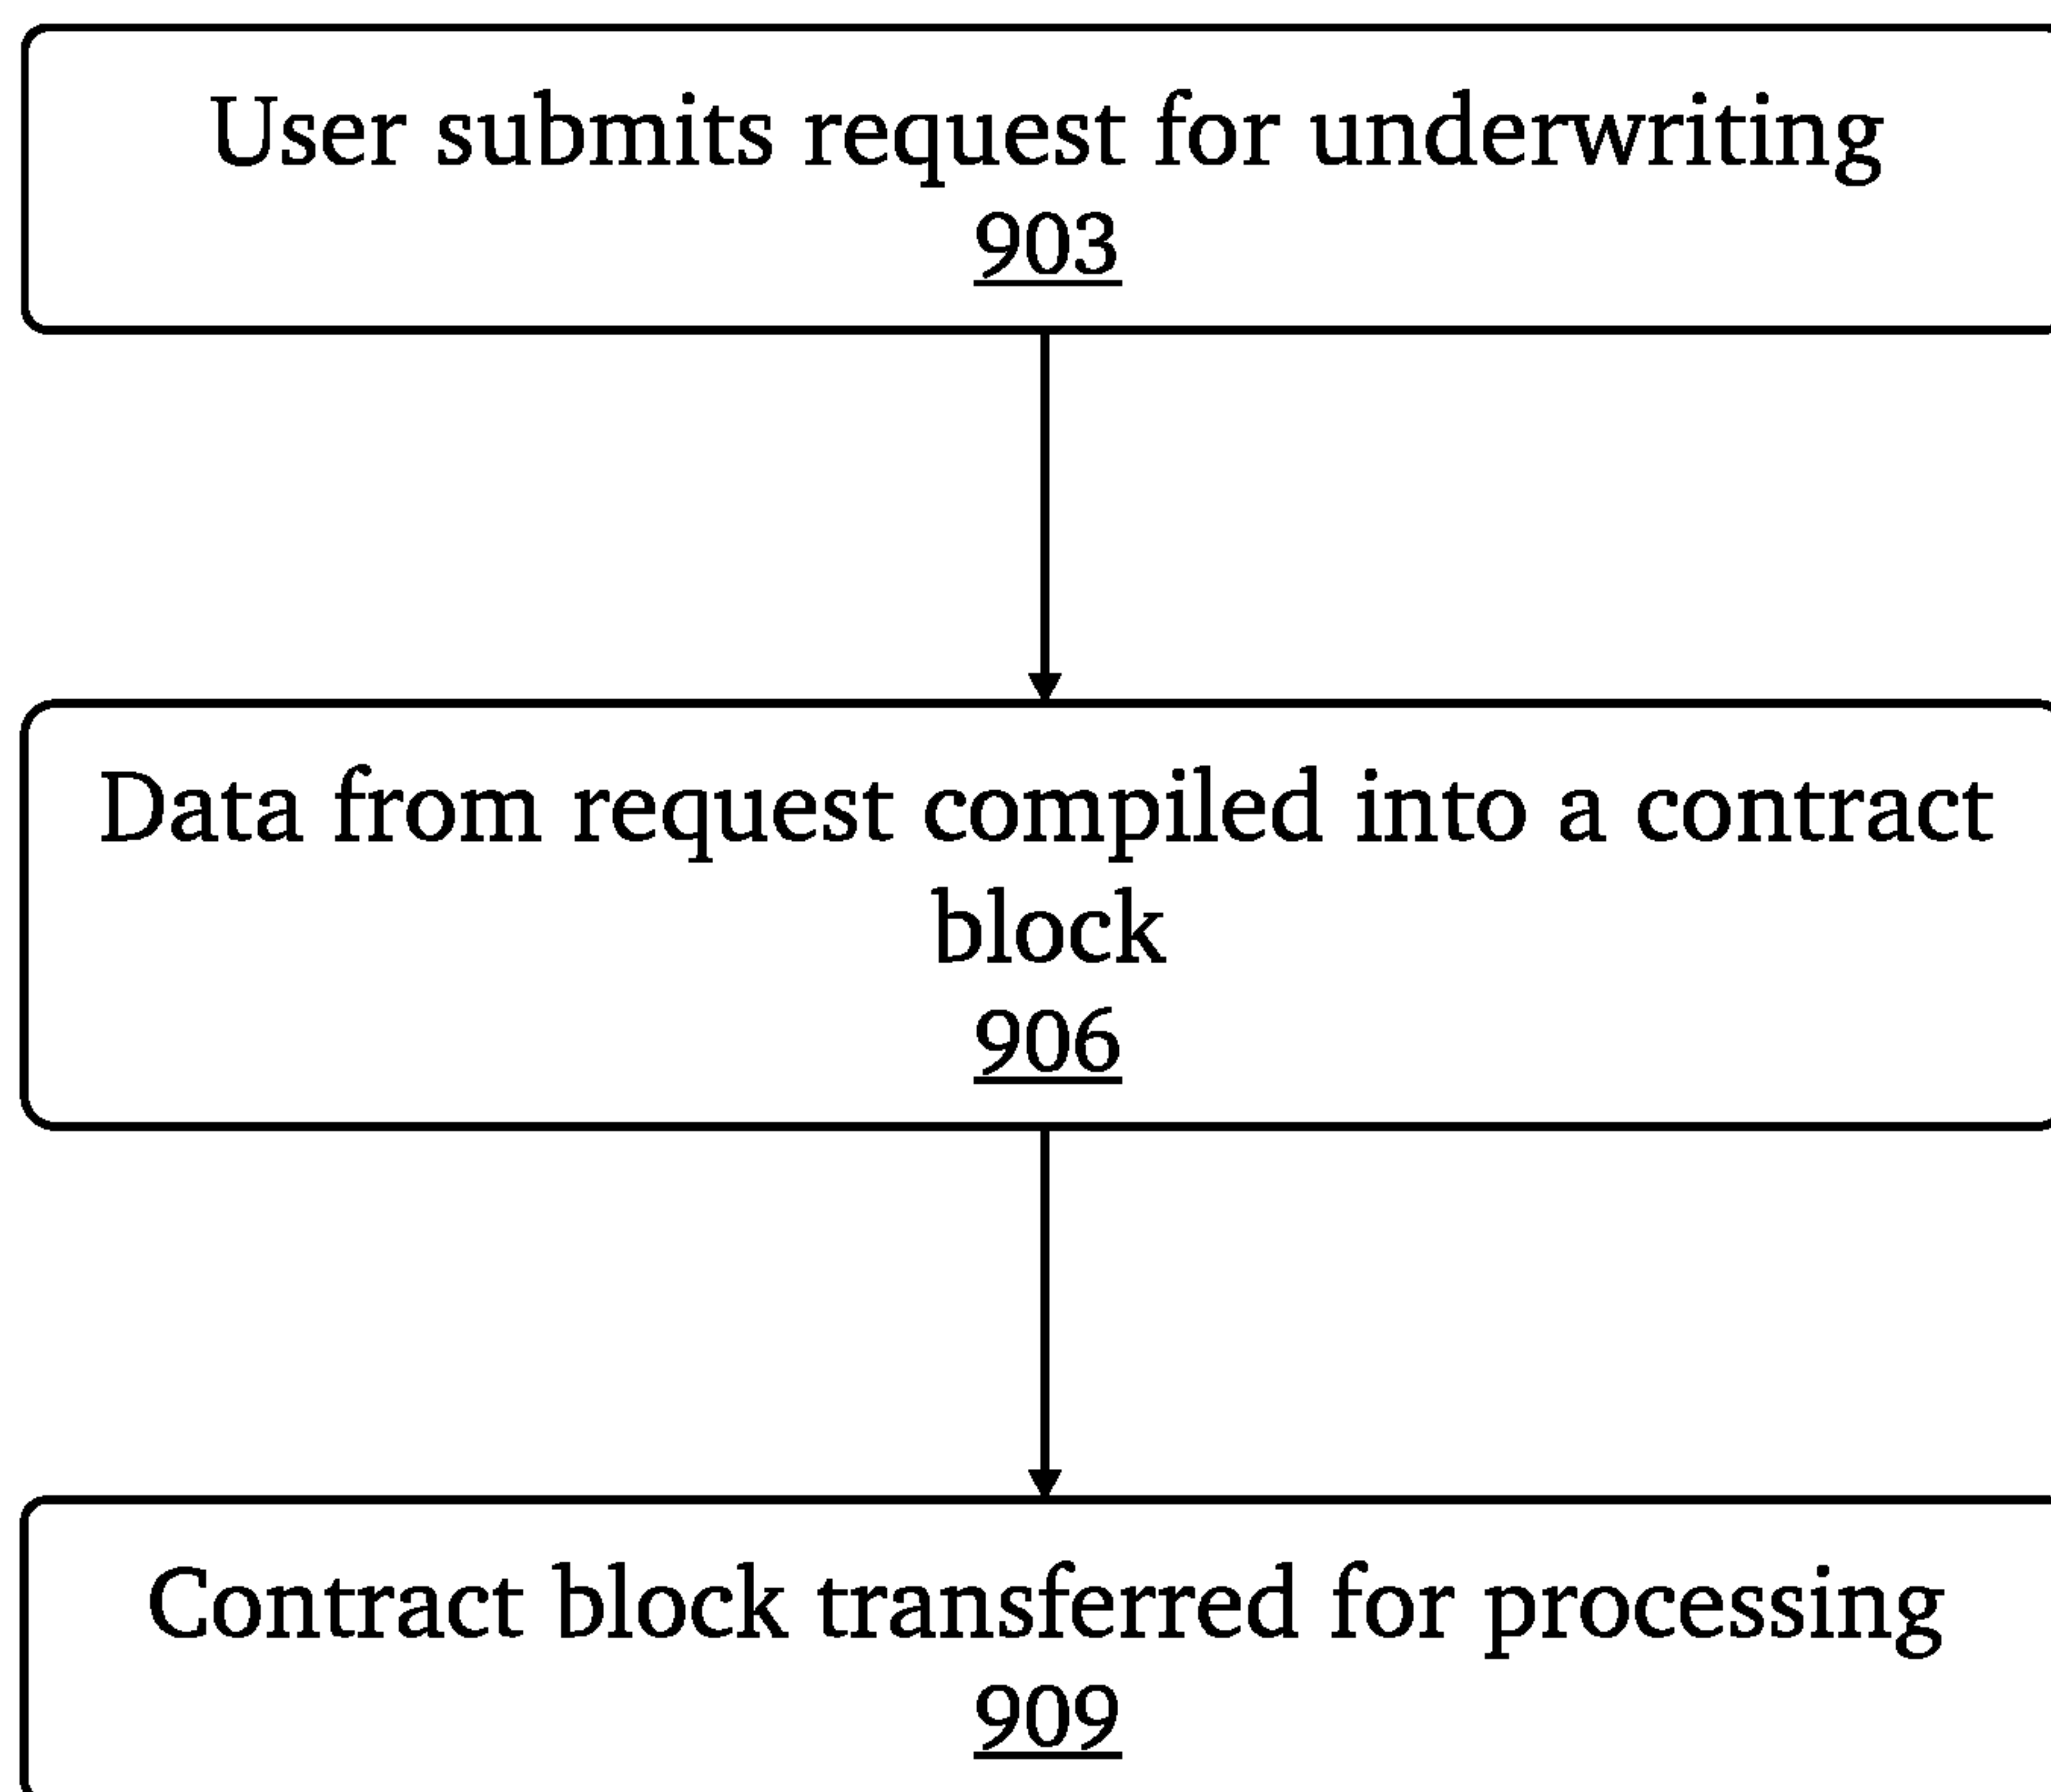 User submits request for underwriting
903
Data from request compiled into a contract
block
906
Contract block transferred for processing
909